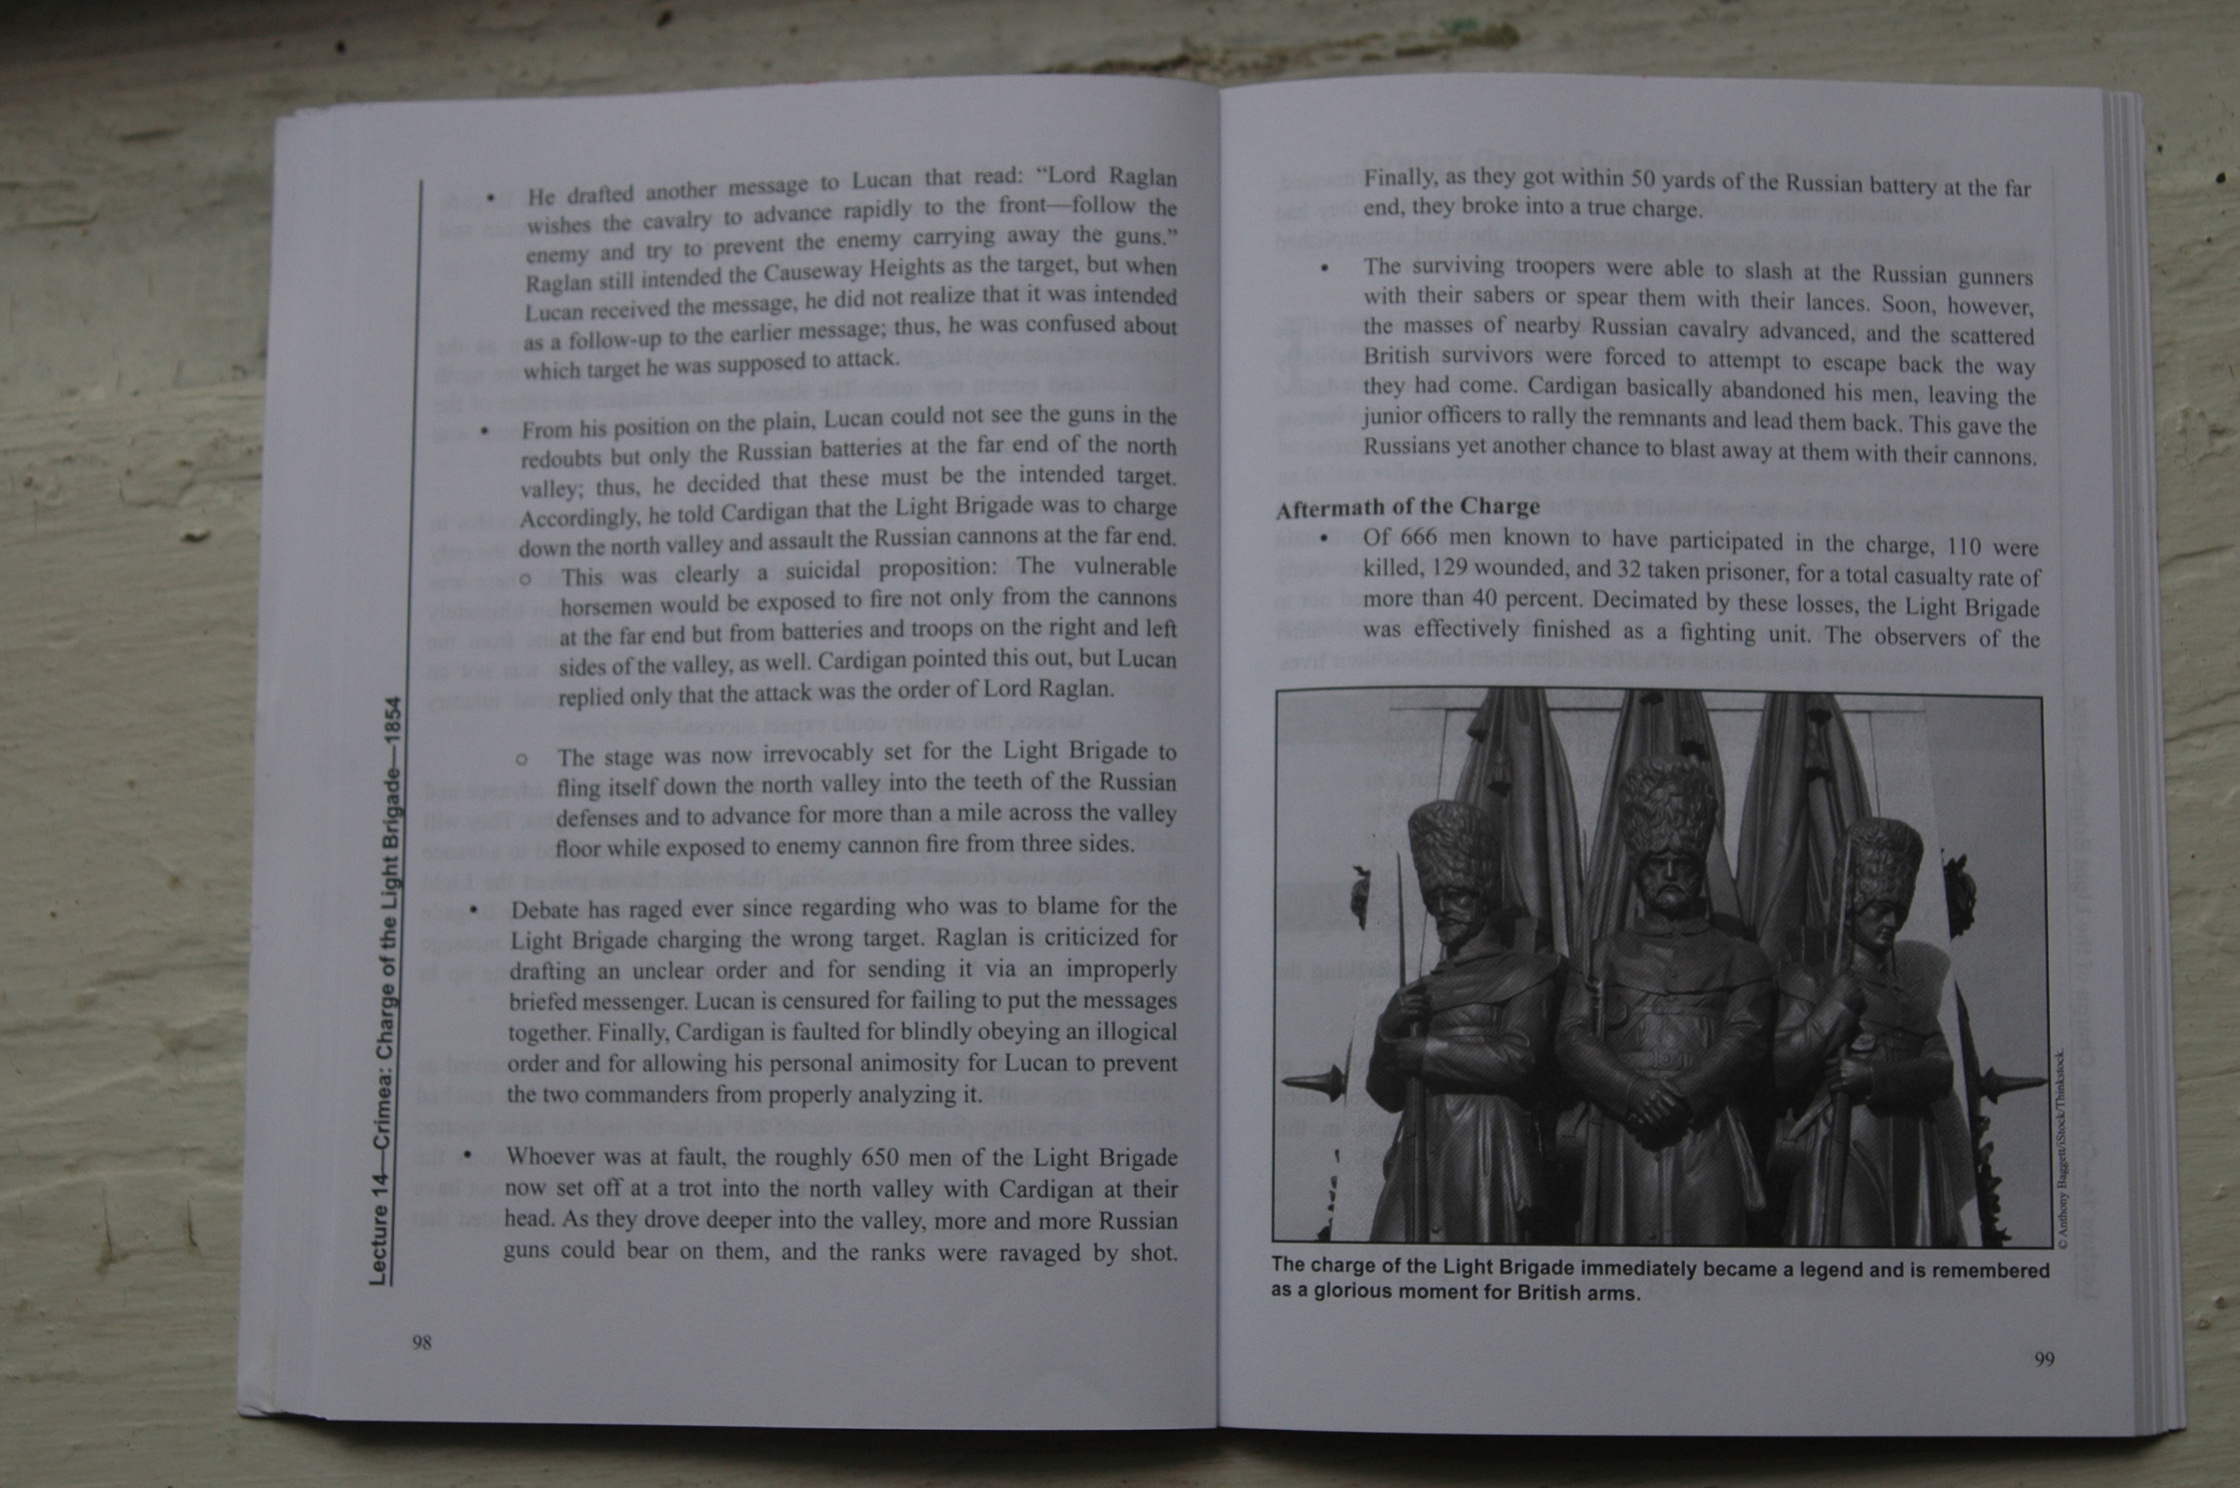 Lecture 14—Crimea: Charge of the Light Brigade—1854
• He drafted another message to Lucan that read: “Lord Raglan
wishes the cavalry to advance rapidly to the front—follow the
enemy and try to prevent the enemy carrying away the guns.”
Raglan still intended the Causeway Heights as the target, but when
Lucan received the message, he did not realize that it was intended
as a follow-up to the earlier message; thus, he was confused about
which target he was supposed to attack.
• From his position on the plain, Lucan could not see the guns in the
redoubts but only the Russian batteries at the far end of the north
valley; thus, he decided that these must be the intended target.
Accordingly, he told Cardigan that the Light Brigade was to charge
down the north valley and assault the Russian cannons at the far end.
○ This was clearly a suicidal proposition: The vulnerable
horsemen would be exposed to fire not only from the cannons
at the far end but from batteries and troops on the right and left
sides of the valley, as well. Cardigan pointed this out, but Lucan
replied only that the attack was the order of Lord Raglan.
○ The stage was now irrevocably set for the Light Brigade to
fling itself down the north valley into the teeth of the Russian
defenses and to advance for more than a mile across the valley
floor while exposed to enemy cannon fire from three sides.
• Debate has raged ever since regarding who was to blame for the
Light Brigade charging the wrong target. Raglan is criticized for
drafting an unclear order and for sending it via an improperly
briefed messenger. Lucan is censured for failing to put the messages
together. Finally, Cardigan is faulted for blindly obeying an illogical
order and for allowing his personal animosity for Lucan to prevent
the two commanders from properly analyzing it.
• Whoever was at fault, the roughly 650 men of the Light Brigade
now set off at a trot into the north valley with Cardigan at their
head. As they drove deeper into the valley, more and more Russian
guns could bear on them, and the ranks were ravaged by shot.
98
Finally, as they got within 50 yards of the Russian battery at the far
end, they broke into a true charge.
• The surviving troopers were able to slash at the Russian gunners
with their sabers or spear them with their lances. Soon, however,
the masses of nearby Russian cavalry advanced, and the scattered
British survivors were forced to attempt to escape back the way
they had come. Cardigan basically abandoned his men, leaving the
junior officers to rally the remnants and lead them back. This gave the
Russians yet another chance to blast away at them with their cannons.
Aftermath of the Charge
• Of 666 men known to have participated in the charge, 110 were
killed, 129 wounded, and 32 taken prisoner, for a total casualty rate of
more than 40 percent. Decimated by these losses, the Light Brigade
was effectively finished as a fighting unit. The observers of the
© Anthony Baggett/iStock/Thinkstock.
The charge of the Light Brigade immediately became a legend and is remembered
as a glorious moment for British arms.
99